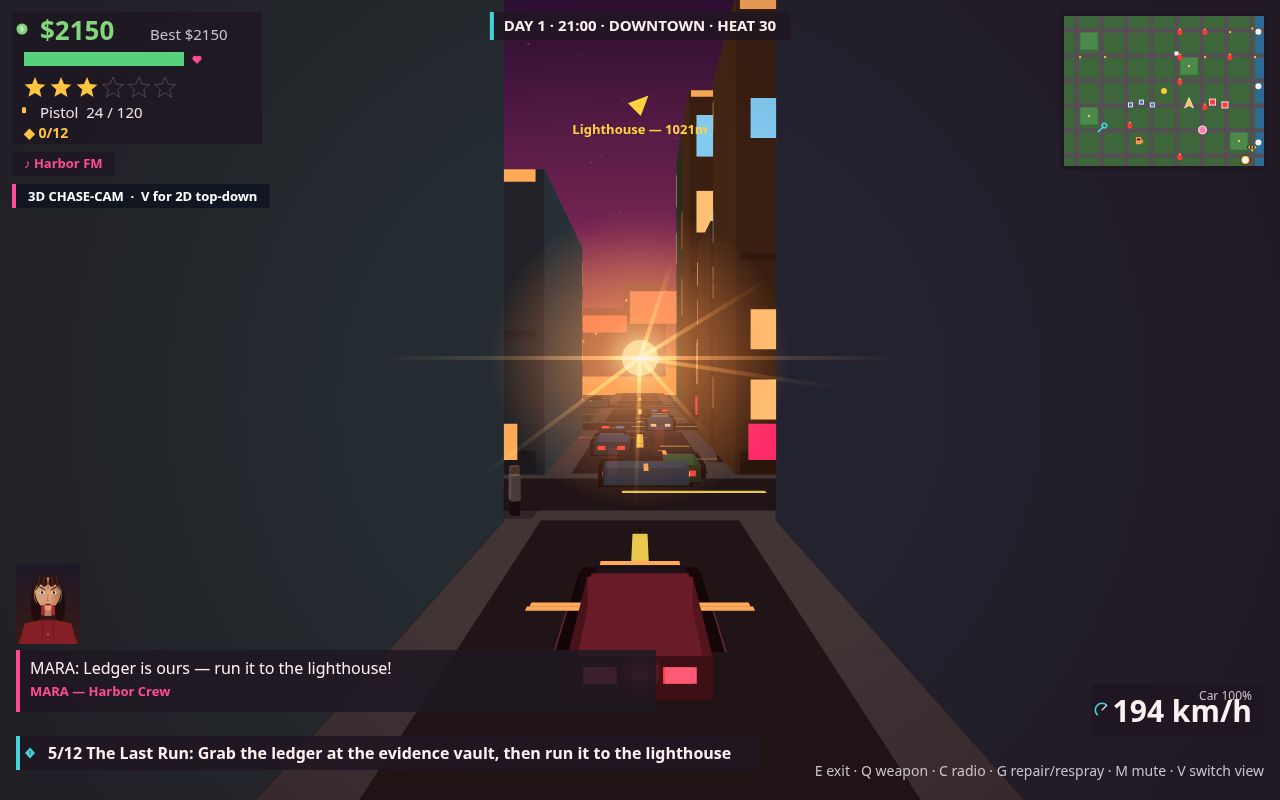 $2150 Best $2150
Pistol 24 / 120
0/12
♪ Harbor FM
3D CHASE-CAM · V for 2D top-down
DAY 1 · 21:00 · DOWNTOWN · HEAT 30
Lighthouse — 1021m
MARA: Ledger is ours — run it to the lighthouse!
MARA — Harbor Crew
5/12 The Last Run: Grab the ledger at the evidence vault, then run it to the lighthouse
Car 100%
194 km/h
E exit · Q weapon · C radio · G repair/respray · M mute · V switch view